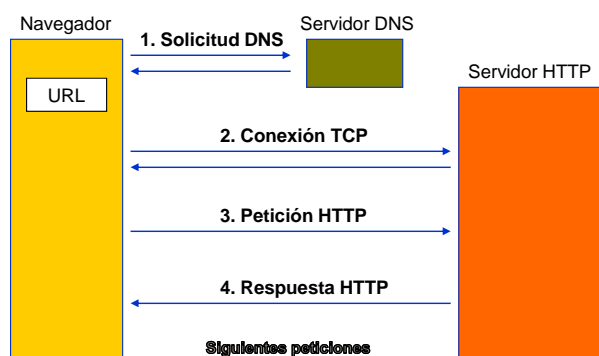 Navegador
Servidor DNS
1. Solicitud DNS
Servidor HTTP
URL
2. Conexión TCP
3. Petición HTTP
4. Respuesta HTTP
Siguientes peticiones